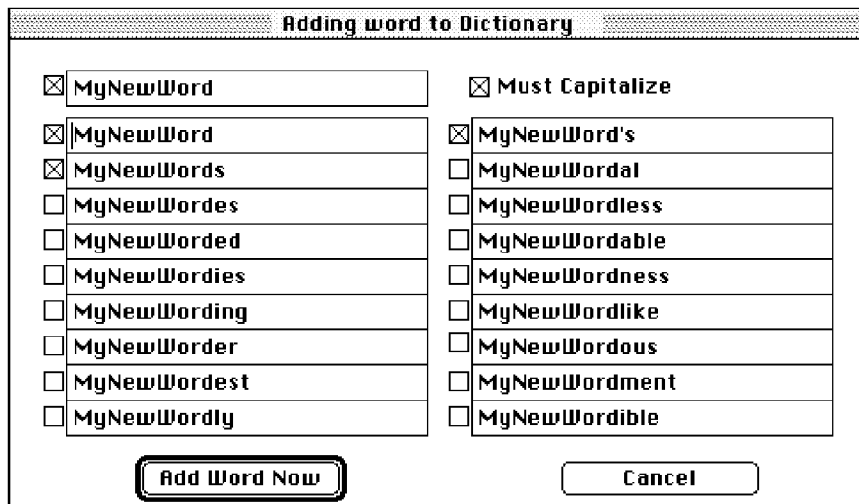 Adding word to Dictionary
MyNewWord
Must Capitalize
MyNewWord
MyNewWord's
MyNewWords
MyNewWordal
MyNewWordes
MyNewWordless
MyNewWorded
MyNewWordable
MyNewWordies
MyNewWordness
MyNewWording
MyNewWordlike
MyNewWorder
MyNewWordous
MyNewWordest
MyNewWordment
MyNewWordly
MyNewWordible
Add Word Now
Cancel